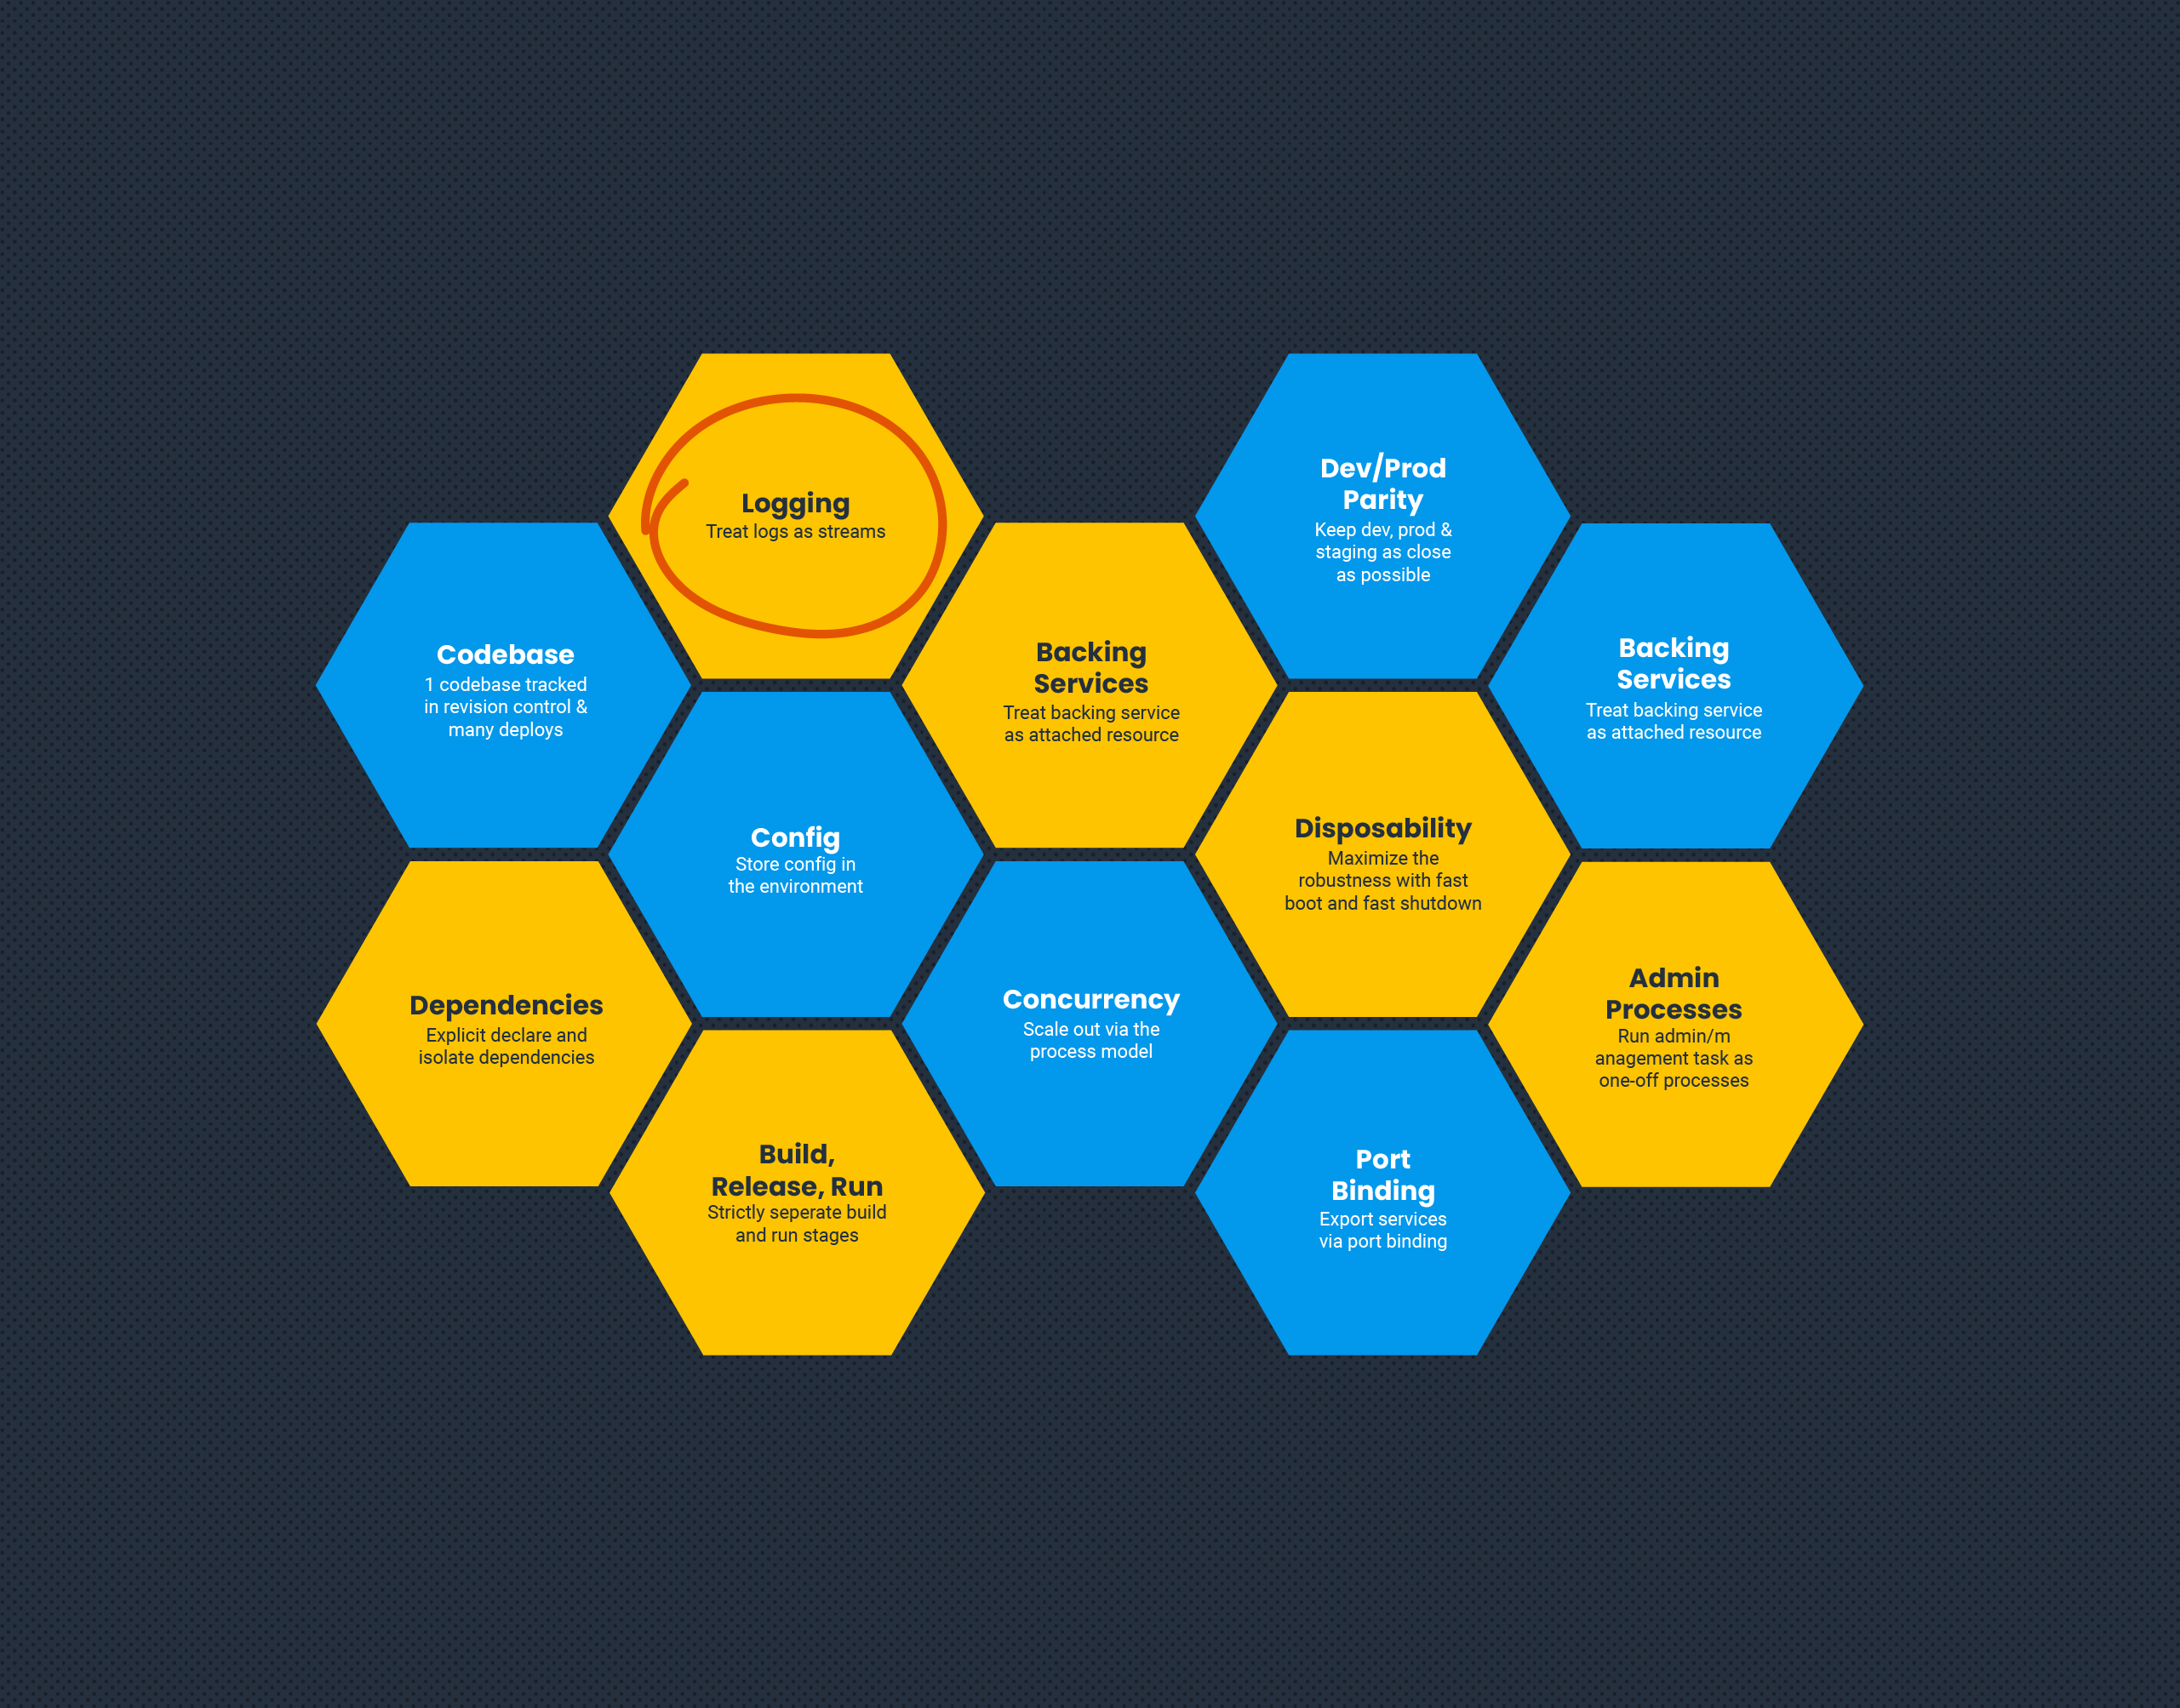 Logging
Treat logs as streams
Dev/Prod
Parity
Keep dev, prod &
staging as close
as possible
Codebase
1 codebase tracked
in revision control &
many deploys
Backing
Services
Treat backing service
as attached resource
Backing
Services
Treat backing service
as attached resource
Config
Store config in
the environment
Disposability
Maximize the
robustness with fast
boot and fast shutdown
Dependencies
Explicit declare and
isolate dependencies
Concurrency
Scale out via the
process model
Admin
Processes
Run admin/m
anagement task as
one-off processes
Build,
Release, Run
Strictly seperate build
and run stages
Port
Binding
Export services
via port binding